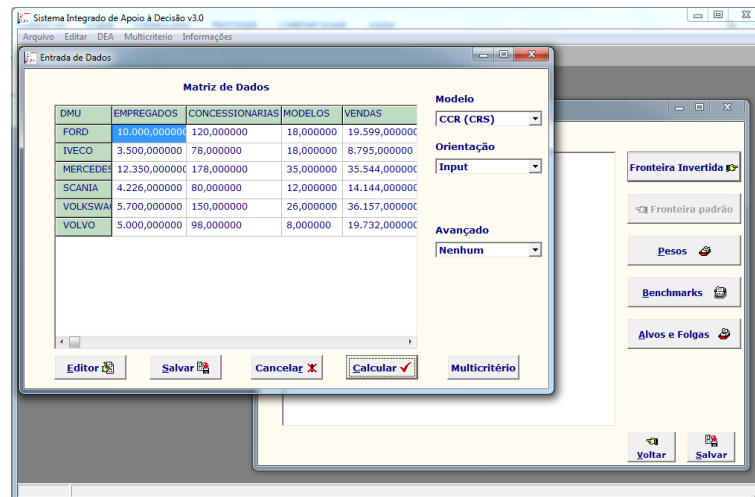 Sistema Integrado de Apoio à Decisão v3.0
Arquivo Editar DEA Multicriterio Informações
Entrada de Dados
Matriz de Dados
DMU EMPREGADOS CONCESSIONARIAS MODELOS VENDAS
FORD 10.000,000000 120,000000 18,000000 19.599,000000
IVECO 3.500,000000 78,000000 18,000000 8.795,000000
MERCEDES 12.350,000000 178,000000 35,000000 35.544,000000
SCANIA 4.226,000000 80,000000 12,000000 14.144,000000
VOLKSWA 5.700,000000 150,000000 26,000000 36.157,000000
VOLVO 5.000,000000 98,000000 8,000000 19.732,000000
Modelo
CCR (CRS)
Orientação
Input
Avançado
Nenhum
Editor Salvar Cancelar Calcular Multicritério
Fronteira Invertida
Fronteira padrão
Pesos
Benchmarks
Alvos e Folgas
Voltar Salvar